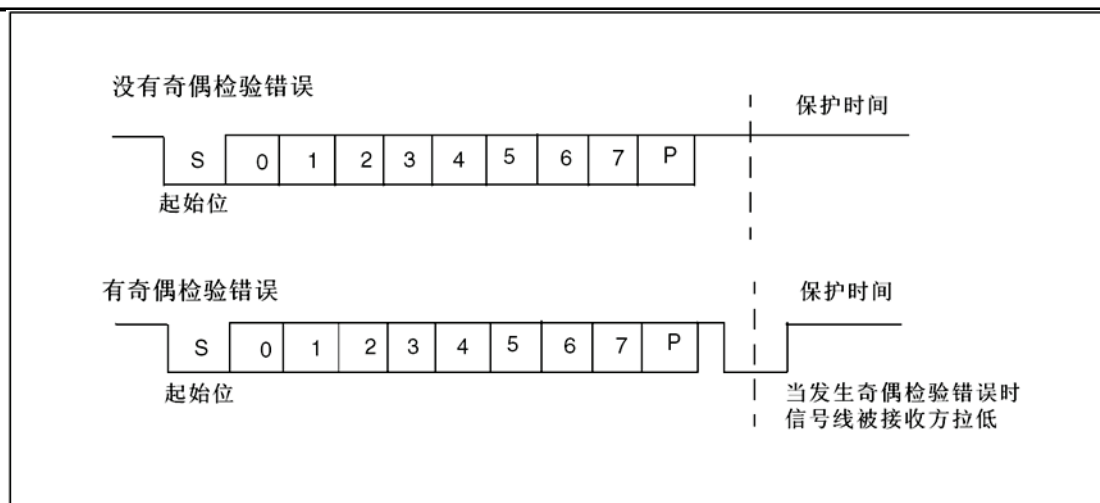 没有奇偶检验错误
保护时间
S 0 1 2 3 4 5 6 7 P
起始位
有奇偶检验错误
保护时间
S 0 1 2 3 4 5 6 7 P
起始位
当发生奇偶检验错误时
信号线被接收方拉低